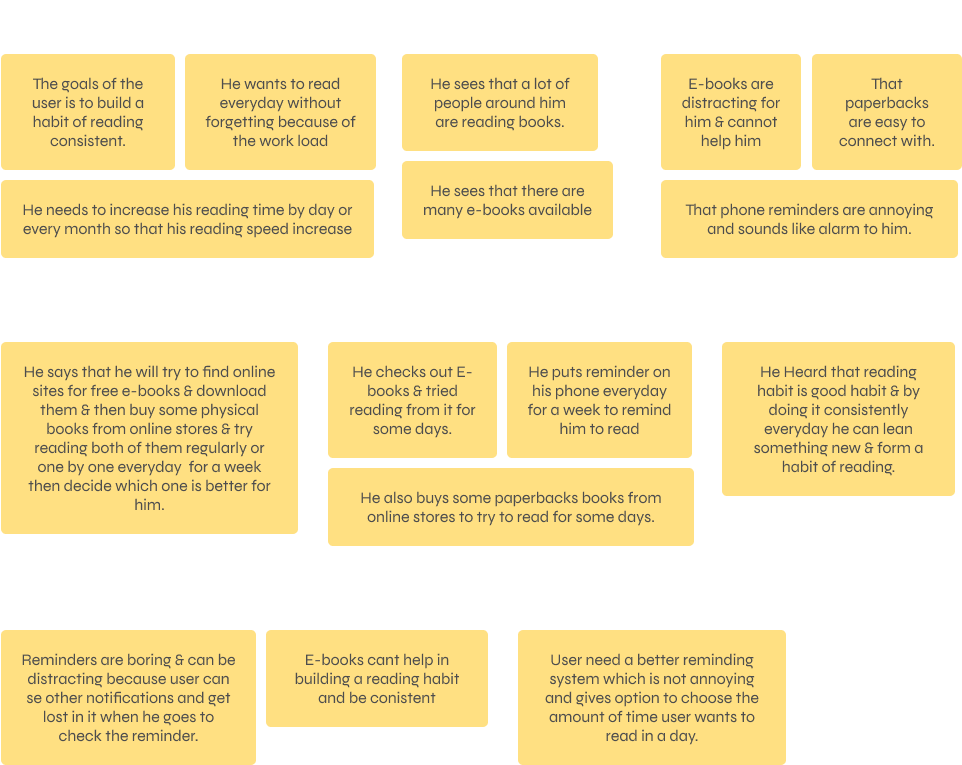 The goals of the
user is to build a
habit of reading
consistent.
He wants to read
everyday without
forgetting because of
the work load
He needs to increase his reading time by day or
every month so that his reading speed increase
He sees that a lot of
people around him
are reading books.
He sees that there are
many e-books available
E-books are
distracting for
him & cannot
help him
That
paperbacks
are easy to
connect with.
That phone reminders are annoying
and sounds like alarm to him.
He says that he will try to find online
sites for free e-books & download
them & then buy some physical
books from online stores & try
reading both of them regularly or
one by one everyday for a week
then decide which one is better for
him.
He checks out E-
books & tried
reading from it for
some days.
He puts reminder on
his phone everyday
for a week to remind
him to read
He also buys some paperbacks books from
online stores to try to read for some days.
He Heard that reading
habit is good habit & by
doing it consistently
everyday he can lean
something new & form a
habit of reading.
Reminders are boring & can be
distracting because user can
se other notifications and get
lost in it when he goes to
check the reminder.
E-books cant help in
building a reading habit
and be conistent
User need a better reminding
system which is not annoying
and gives option to choose the
amount of time user wants to
read in a day.